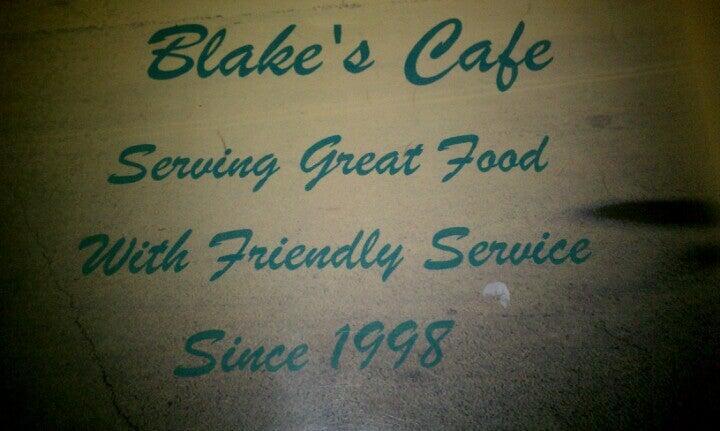 Blake's Cafe
Serving Great Food
With Friendly Service
Since 1998